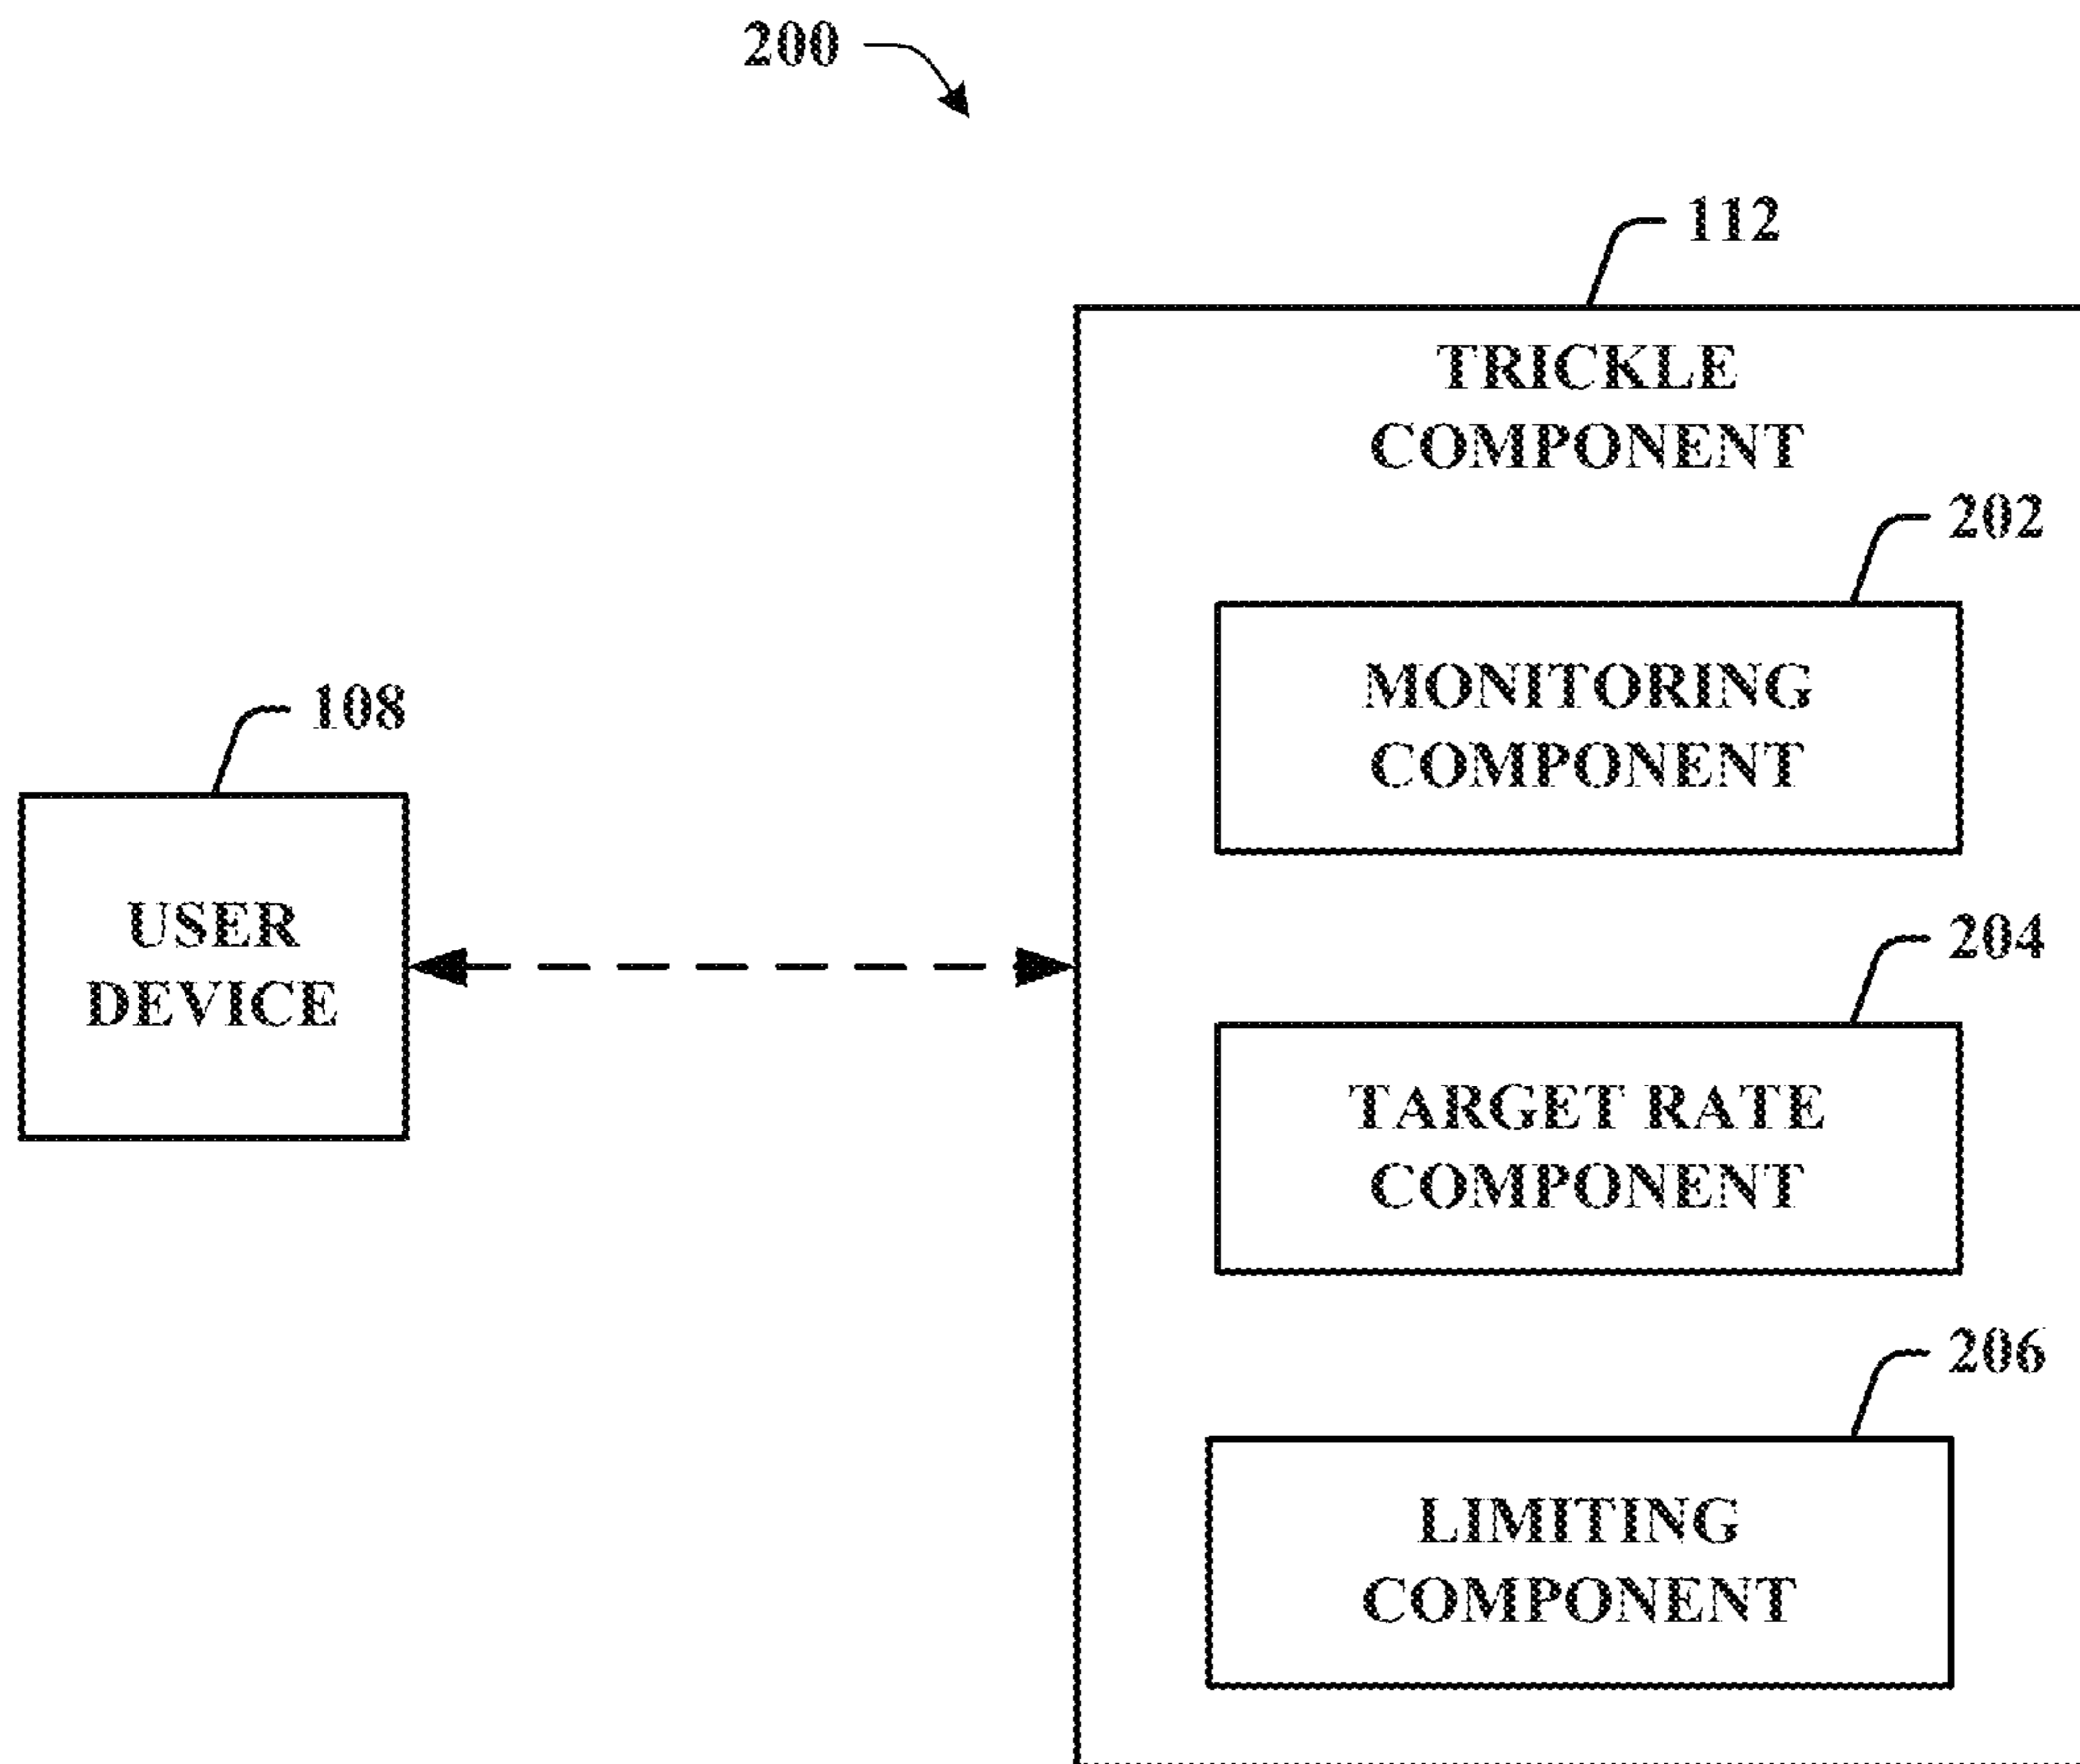 200
112
TRICKLE
COMPONENT
202
MONITORING
COMPONENT
108
USER
DEVICE
204
TARGET RATE
COMPONENT
206
LIMITING
COMPONENT